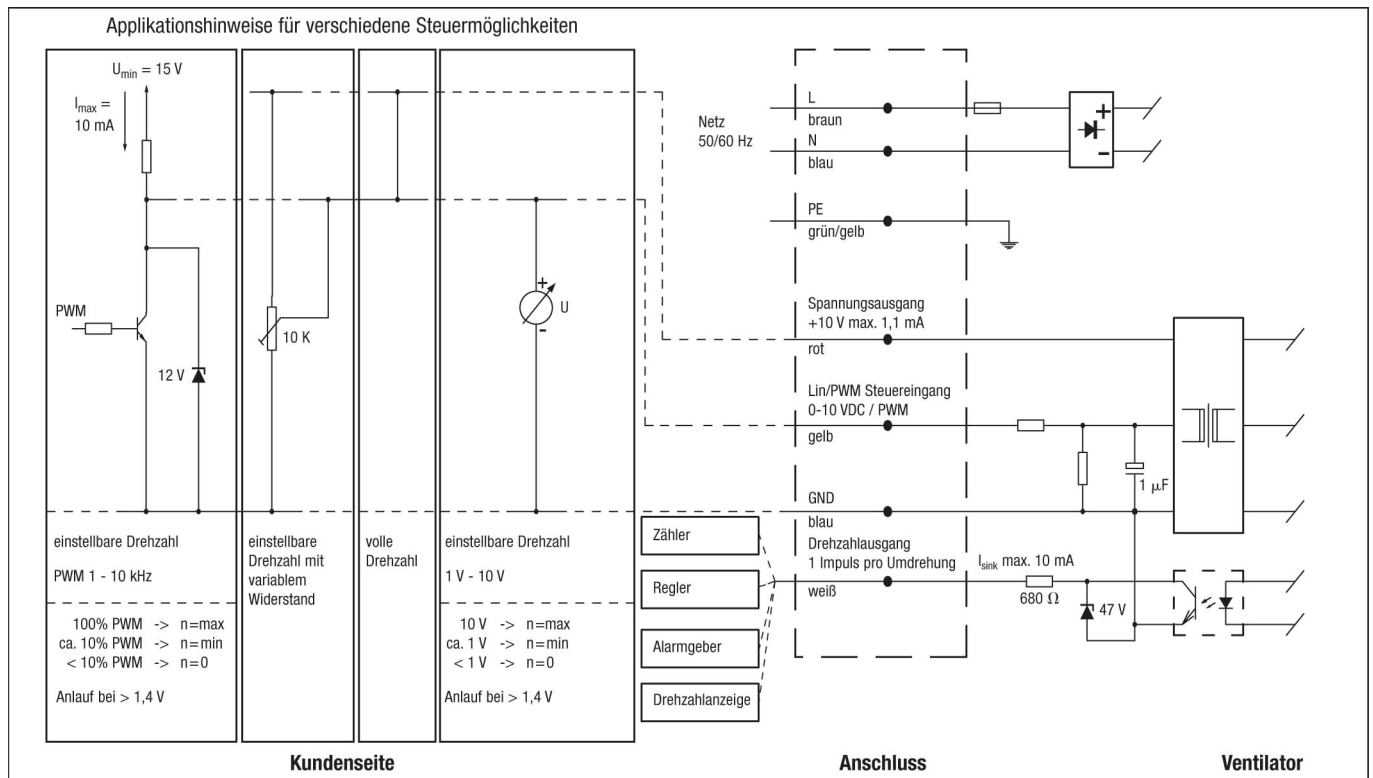 Applikationshinweise für verschiedene Steuermöglichkeiten
Umin = 15 V
Imax =
10 mA
PWM
12 V
einstellbare Drehzahl
PWM 1 - 10 kHz
100% PWM -> n=max
ca. 10% PWM -> n=min
< 10% PWM -> n=0
Anlauf bei > 1,4 V
10 K
einstellbare
Drehzahl mit
variablem
Widerstand
volle
Drehzahl
+
U
-
einstellbare Drehzahl
1 V - 10 V
10 V -> n=max
ca. 1 V -> n=min
< 1 V -> n=0
Anlauf bei > 1,4 V
Zähler
Regler
Alarmgeber
Drehzahlanzeige
Netz
50/60 Hz
L
braun
N
blau
PE
grün/gelb
Spannungsausgang
+10 V max. 1,1 mA
rot
Lin/PWM Steuereingang
0-10 VDC / PWM
gelb
GND
blau
Drehzahlausgang
1 Impuls pro Umdrehung
weiß
+
-
1 µF
Isink max. 10 mA
680 Ω
47 V
Kundenseite
Anschluss
Ventilator